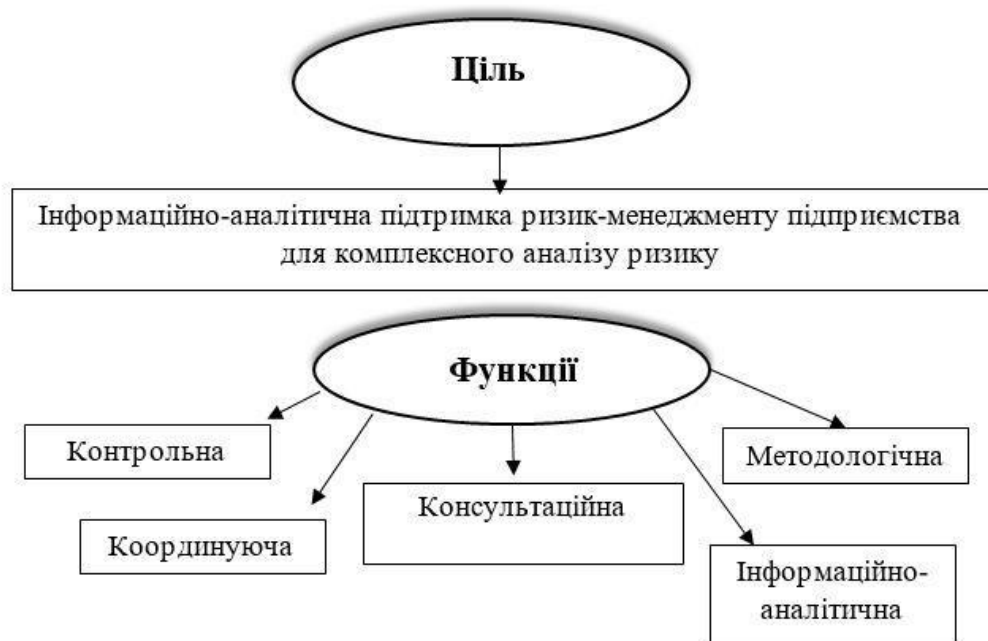 Ціль
Інформаційно-аналітична підтримка ризик-менеджменту підприємства
для комплексного аналізу ризику
Функції
Контрольна
Методологічна
Консультаційна
Координуюча
Інформаційно-
аналітична